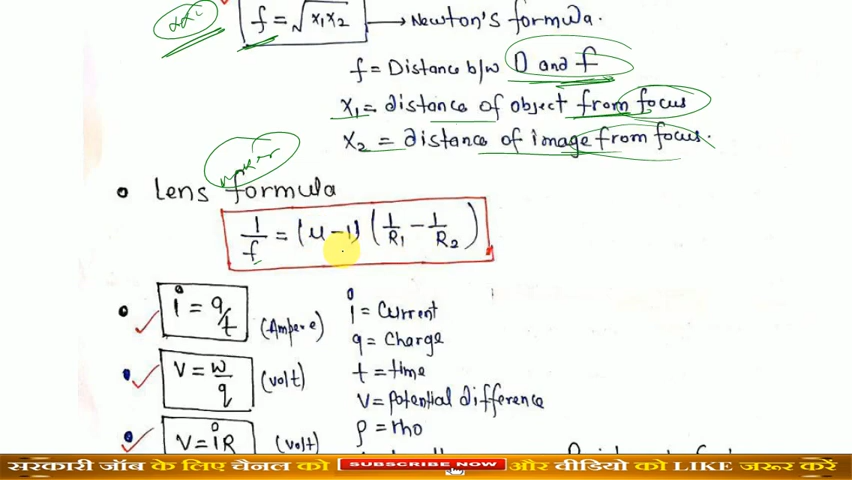 f = √x₁x₂ → Newton's formula.
f = Distance b/w O and f
x₁ = distance of object from focus
x₂ = distance of image from focus.
• Lens formula
1/f = (μ-1) (1/R₁ - 1/R₂)
• i = q/t (Ampere) i = Current
q = Charge
• V = W/q (volt) t = time
V = potential difference
ρ = rho
• V = iR (volt)
सरकारी जॉब के लिए चैनल को SUBSCRIBE NOW और वीडियो को LIKE जरूर करें